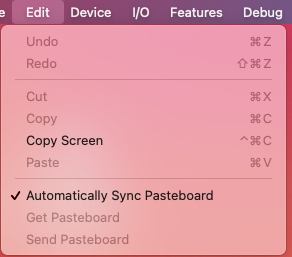 e Edit Device I/O Features Debug
Undo ⌘Z
Redo ⇧⌘Z
Cut ⌘X
Copy ⌘C
Copy Screen ^⌘C
Paste ⌘V
✓ Automatically Sync Pasteboard
Get Pasteboard
Send Pasteboard